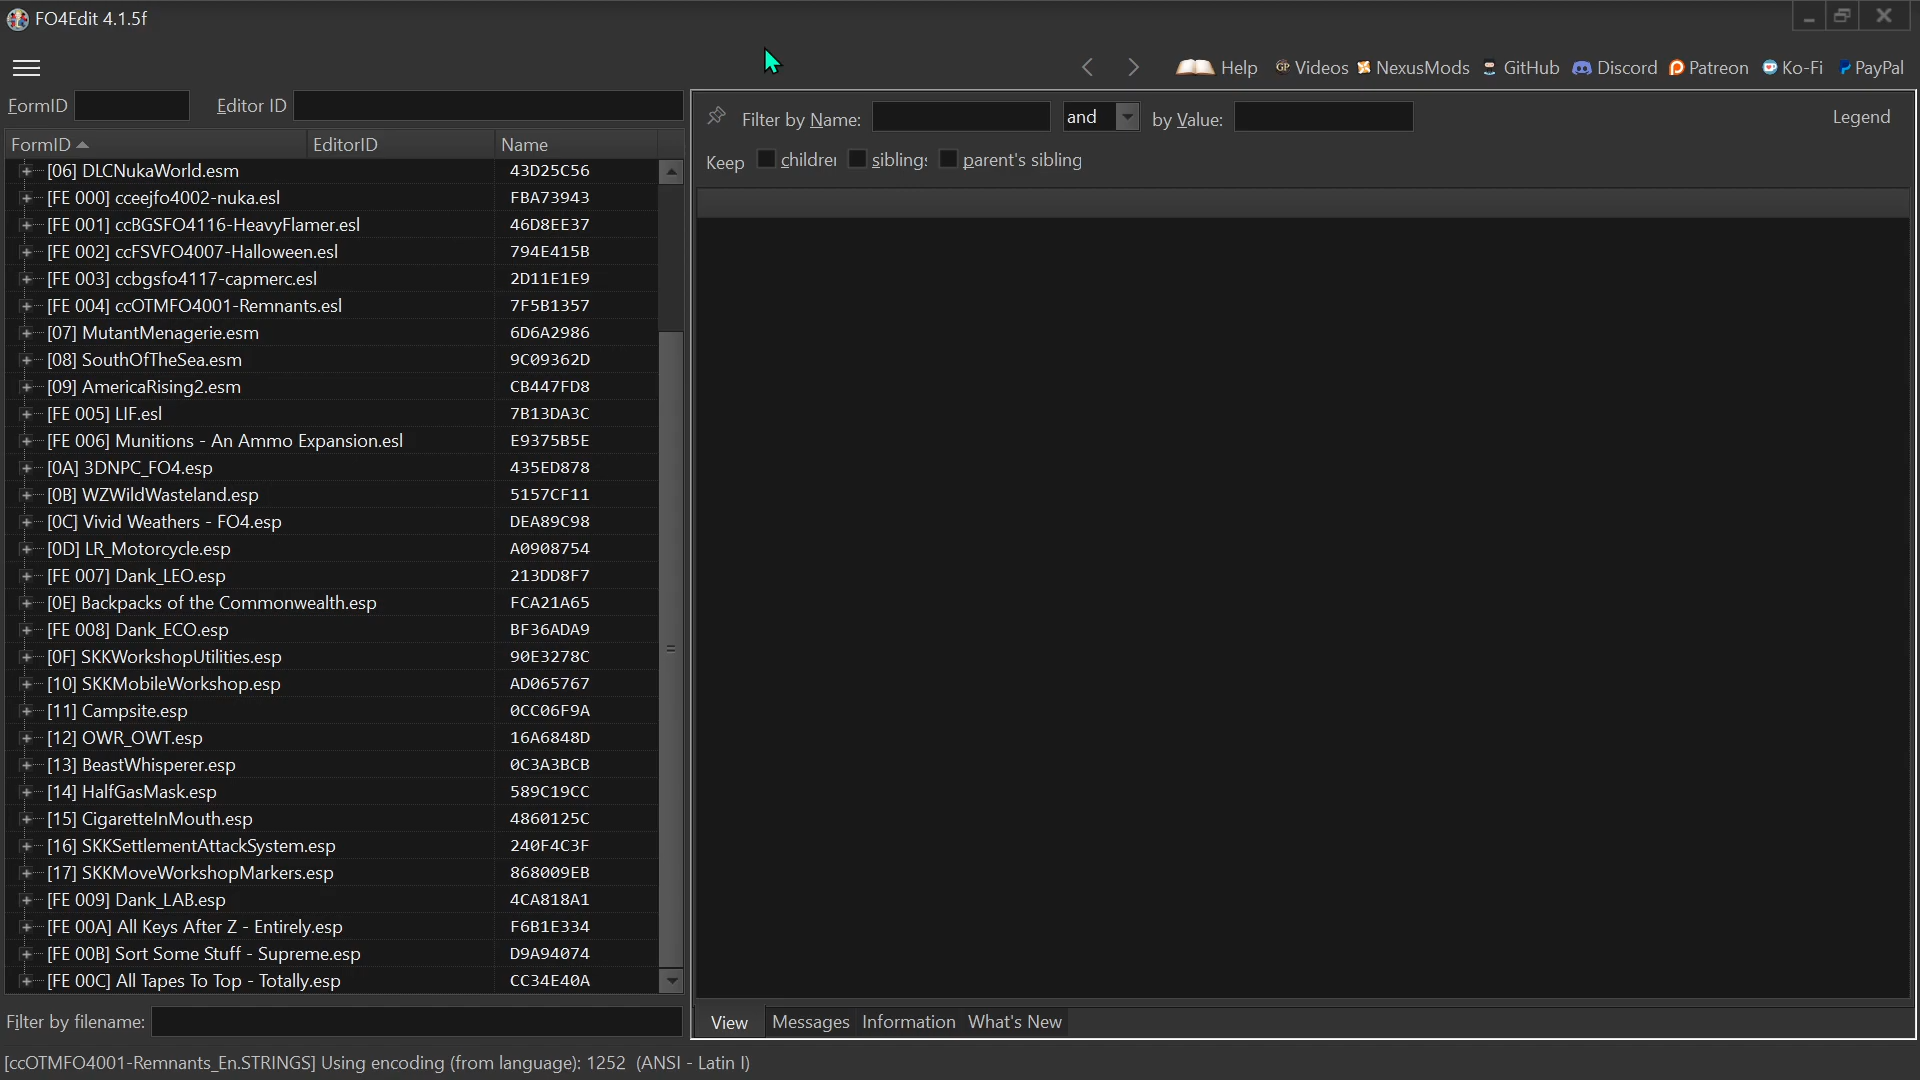 FO4Edit 4.1.5f
Help Videos NexusMods GitHub Discord Patreon Ko-Fi PayPal
FormID Editor ID
Filter by Name: and by Value: Legend
Keep children siblings parent's sibling
FormID EditorID Name
[06] DLCNukaWorld.esm 43D25C56
[FE 000] cceejfo4002-nuka.esl FBA73943
[FE 001] ccBGSFO4116-HeavyFlamer.esl 46D8EE37
[FE 002] ccFSVFO4007-Halloween.esl 794E415B
[FE 003] ccbgsfo4117-capmerc.esl 2D11E1E9
[FE 004] ccOTMFO4001-Remnants.esl 7F5B1357
[07] MutantMenagerie.esm 6D6A2986
[08] SouthOfTheSea.esm 9C09362D
[09] AmericaRising2.esm CB447FD8
[FE 005] LIF.esl 7B13DA3C
[FE 006] Munitions - An Ammo Expansion.esl E9375B5E
[0A] 3DNPC_FO4.esp 435ED878
[0B] WZWildWasteland.esp 5157CF11
[0C] Vivid Weathers - FO4.esp DEA89C98
[0D] LR_Motorcycle.esp A0908754
[FE 007] Dank_LEO.esp 213DD8F7
[0E] Backpacks of the Commonwealth.esp FCA21A65
[FE 008] Dank_ECO.esp BF36ADA9
[0F] SKKWorkshopUtilities.esp 90E3278C
[10] SKKMobileWorkshop.esp AD065767
[11] Campsite.esp 0CC06F9A
[12] OWR_OWT.esp 16A6848D
[13] BeastWhisperer.esp 0C3A3BCB
[14] HalfGasMask.esp 589C19CC
[15] CigaretteInMouth.esp 4860125C
[16] SKKSettlementAttackSystem.esp 240F4C3F
[17] SKKMoveWorkshopMarkers.esp 868009EB
[FE 009] Dank_LAB.esp 4CA818A1
[FE 00A] All Keys After Z - Entirely.esp F6B1E334
[FE 00B] Sort Some Stuff - Supreme.esp D9A94074
[FE 00C] All Tapes To Top - Totally.esp CC34E40A
Filter by filename:
View Messages Information What's New
[ccOTMFO4001-Remnants_En.STRINGS] Using encoding (from language): 1252 (ANSI - Latin I)